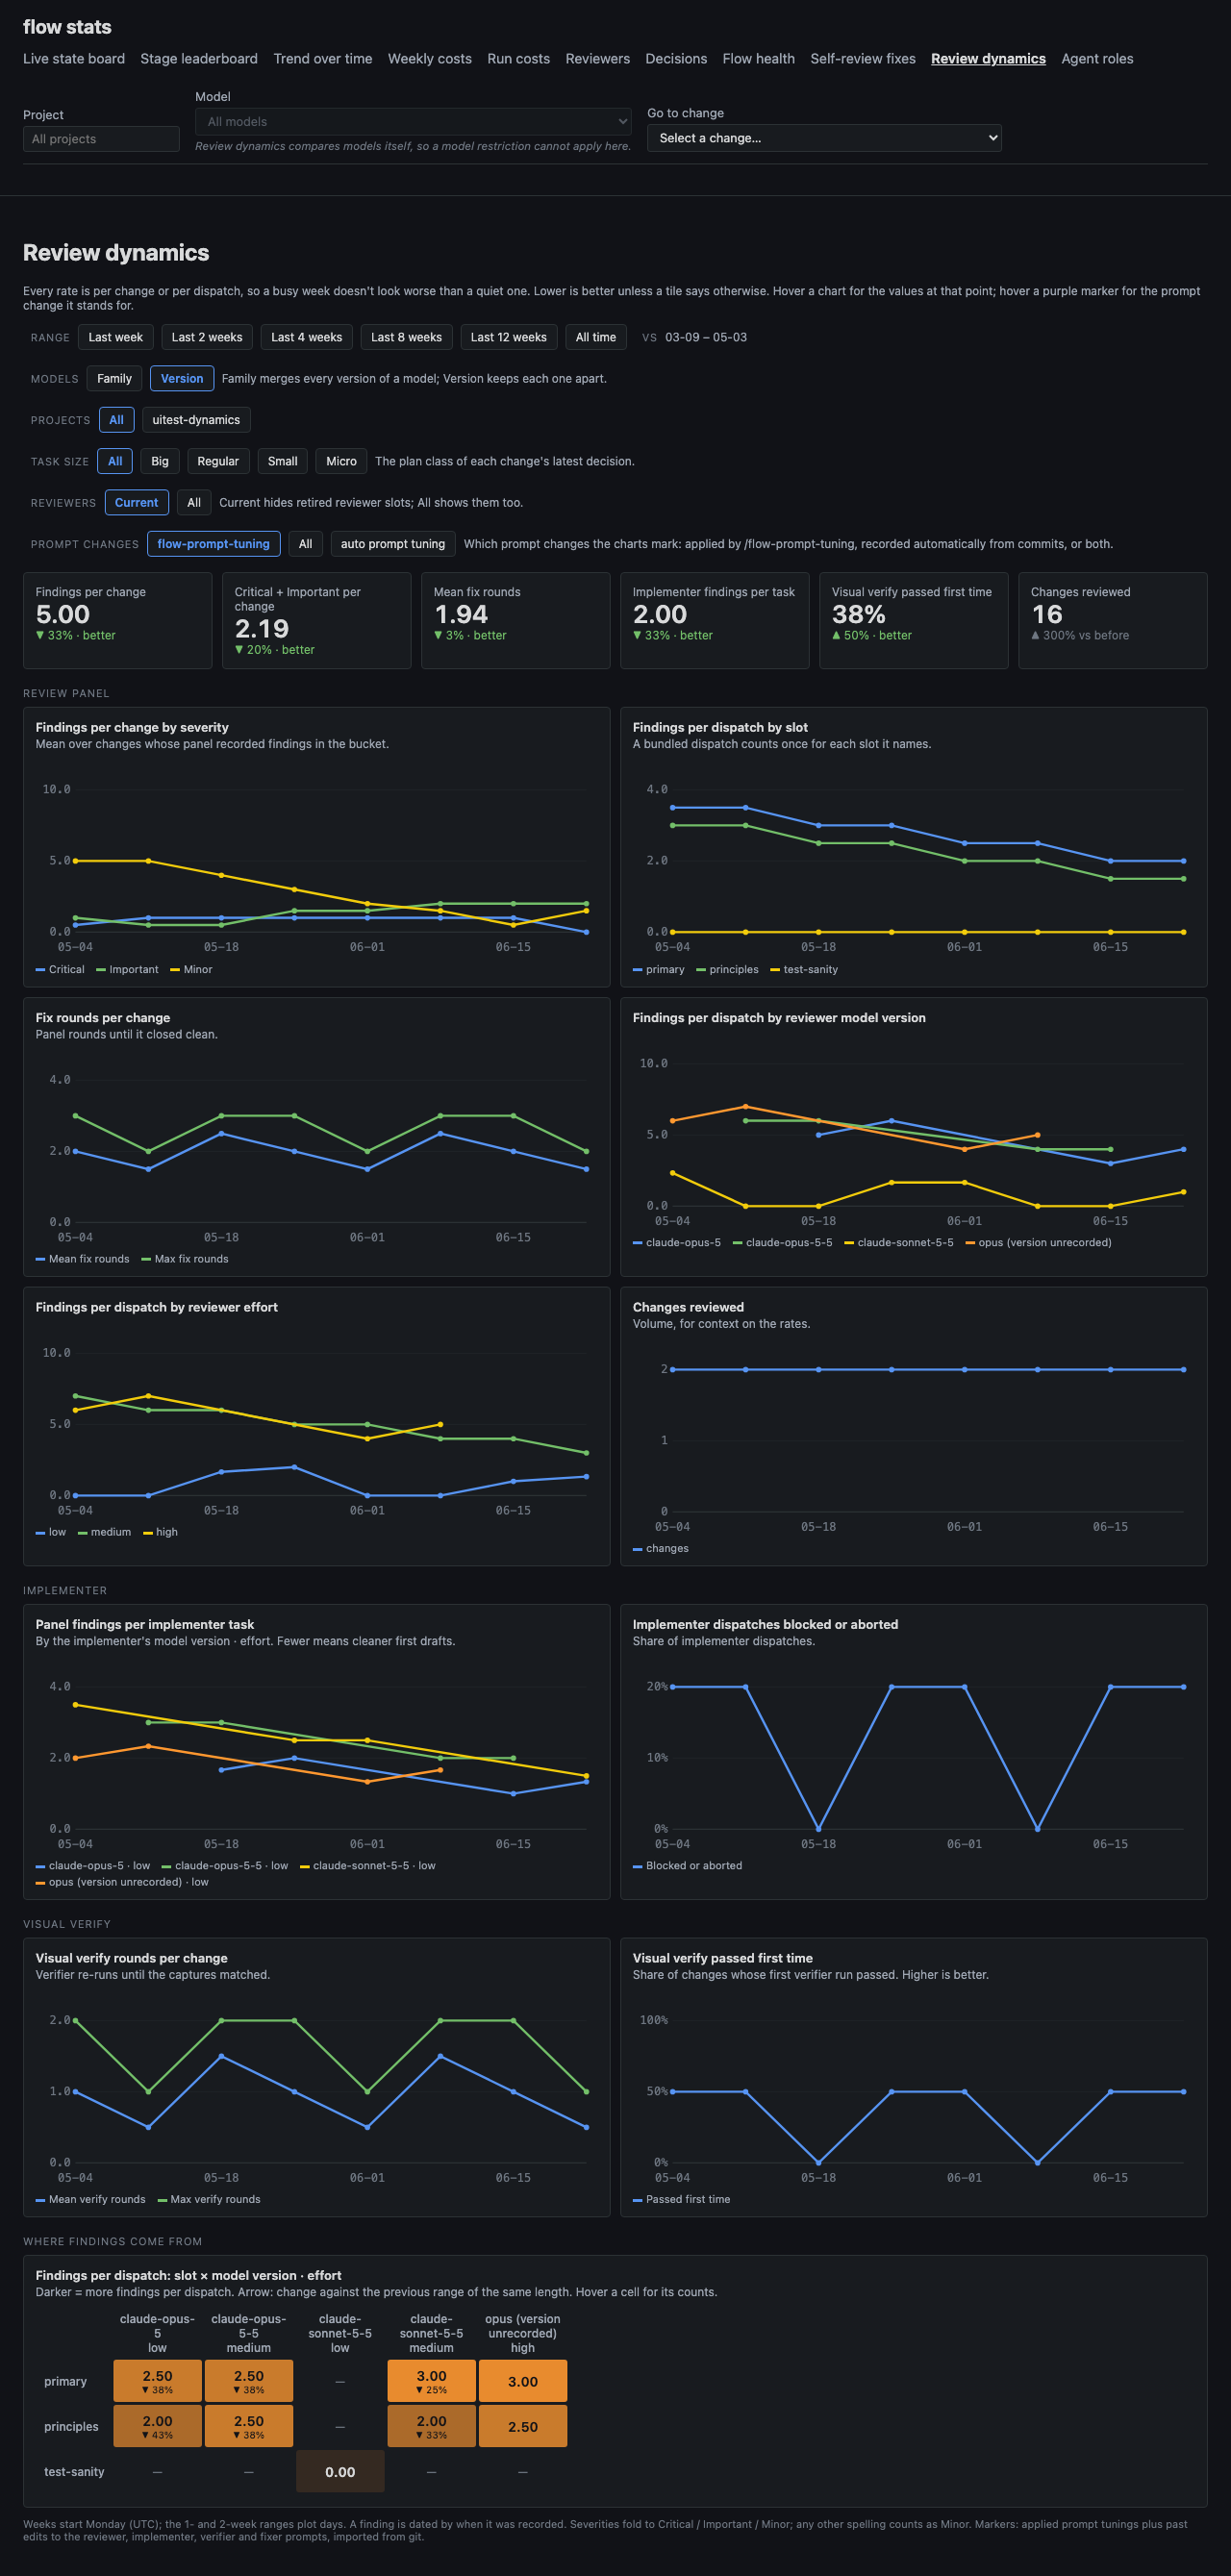 flow stats
Live state board Stage leaderboard Trend over time Weekly costs Run costs Reviewers Decisions Flow health Self-review fixes Review dynamics Agent roles
Project
All projects
Model
All models
Review dynamics compares models itself, so a model restriction cannot apply here.
Go to change
Select a change...
Review dynamics
Every rate is per change or per dispatch, so a busy week doesn't look worse than a quiet one. Lower is better unless a tile says otherwise. Hover a chart for the values at that point; hover a purple marker for the prompt
change it stands for.
RANGE Last week Last 2 weeks Last 4 weeks Last 8 weeks Last 12 weeks All time VS 03-09 – 05-03
MODELS Family Version Family merges every version of a model; Version keeps each one apart.
PROJECTS All uitest-dynamics
TASK SIZE All Big Regular Small Micro The plan class of each change's latest decision.
REVIEWERS Current All Current hides retired reviewer slots; All shows them too.
PROMPT CHANGES flow-prompt-tuning All auto prompt tuning Which prompt changes the charts mark: applied by /flow-prompt-tuning, recorded automatically from commits, or both.
Findings per change
5.00
▼ 33% · better
Critical + Important per
change
2.19
▼ 20% · better
Mean fix rounds
1.94
▼ 3% · better
Implementer findings per task
2.00
▼ 33% · better
Visual verify passed first time
38%
▲ 50% · better
Changes reviewed
16
▲ 300% vs before
REVIEW PANEL
Findings per change by severity
Mean over changes whose panel recorded findings in the bucket.
10.0
5.0
0.0
05-04 05-18 06-01 06-15
Critical Important Minor
Findings per dispatch by slot
A bundled dispatch counts once for each slot it names.
4.0
2.0
0.0
05-04 05-18 06-01 06-15
primary principles test-sanity
Fix rounds per change
Panel rounds until it closed clean.
4.0
2.0
0.0
05-04 05-18 06-01 06-15
Mean fix rounds Max fix rounds
Findings per dispatch by reviewer model version
10.0
5.0
0.0
05-04 05-18 06-01 06-15
claude-opus-5 claude-opus-5-5 claude-sonnet-5-5 opus (version unrecorded)
Findings per dispatch by reviewer effort
10.0
5.0
0.0
05-04 05-18 06-01 06-15
low medium high
Changes reviewed
Volume, for context on the rates.
2
1
0
05-04 05-18 06-01 06-15
changes
IMPLEMENTER
Panel findings per implementer task
By the implementer's model version · effort. Fewer means cleaner first drafts.
4.0
2.0
0.0
05-04 05-18 06-01 06-15
claude-opus-5 · low claude-opus-5-5 · low claude-sonnet-5-5 · low
opus (version unrecorded) · low
Implementer dispatches blocked or aborted
Share of implementer dispatches.
20%
10%
0%
05-04 05-18 06-01 06-15
Blocked or aborted
VISUAL VERIFY
Visual verify rounds per change
Verifier re-runs until the captures matched.
2.0
1.0
0.0
05-04 05-18 06-01 06-15
Mean verify rounds Max verify rounds
Visual verify passed first time
Share of changes whose first verifier run passed. Higher is better.
100%
50%
0%
05-04 05-18 06-01 06-15
Passed first time
WHERE FINDINGS COME FROM
Findings per dispatch: slot × model version · effort
Darker = more findings per dispatch. Arrow: change against the previous range of the same length. Hover a cell for its counts.
claude-opus- claude-opus- claude- claude- opus (version
5 5-5 sonnet-5-5 sonnet-5-5 unrecorded)
low medium low medium high
primary 2.50 2.50 — 3.00 3.00
▼ 38% ▼ 38% ▼ 25%
principles 2.00 2.50 — 2.00 2.50
▼ 43% ▼ 38% ▼ 33%
test-sanity — — 0.00 — —
Weeks start Monday (UTC); the 1- and 2-week ranges plot days. A finding is dated by when it was recorded. Severities fold to Critical / Important / Minor; any other spelling counts as Minor. Markers: applied prompt tunings plus past
edits to the reviewer, implementer, verifier and fixer prompts, imported from git.